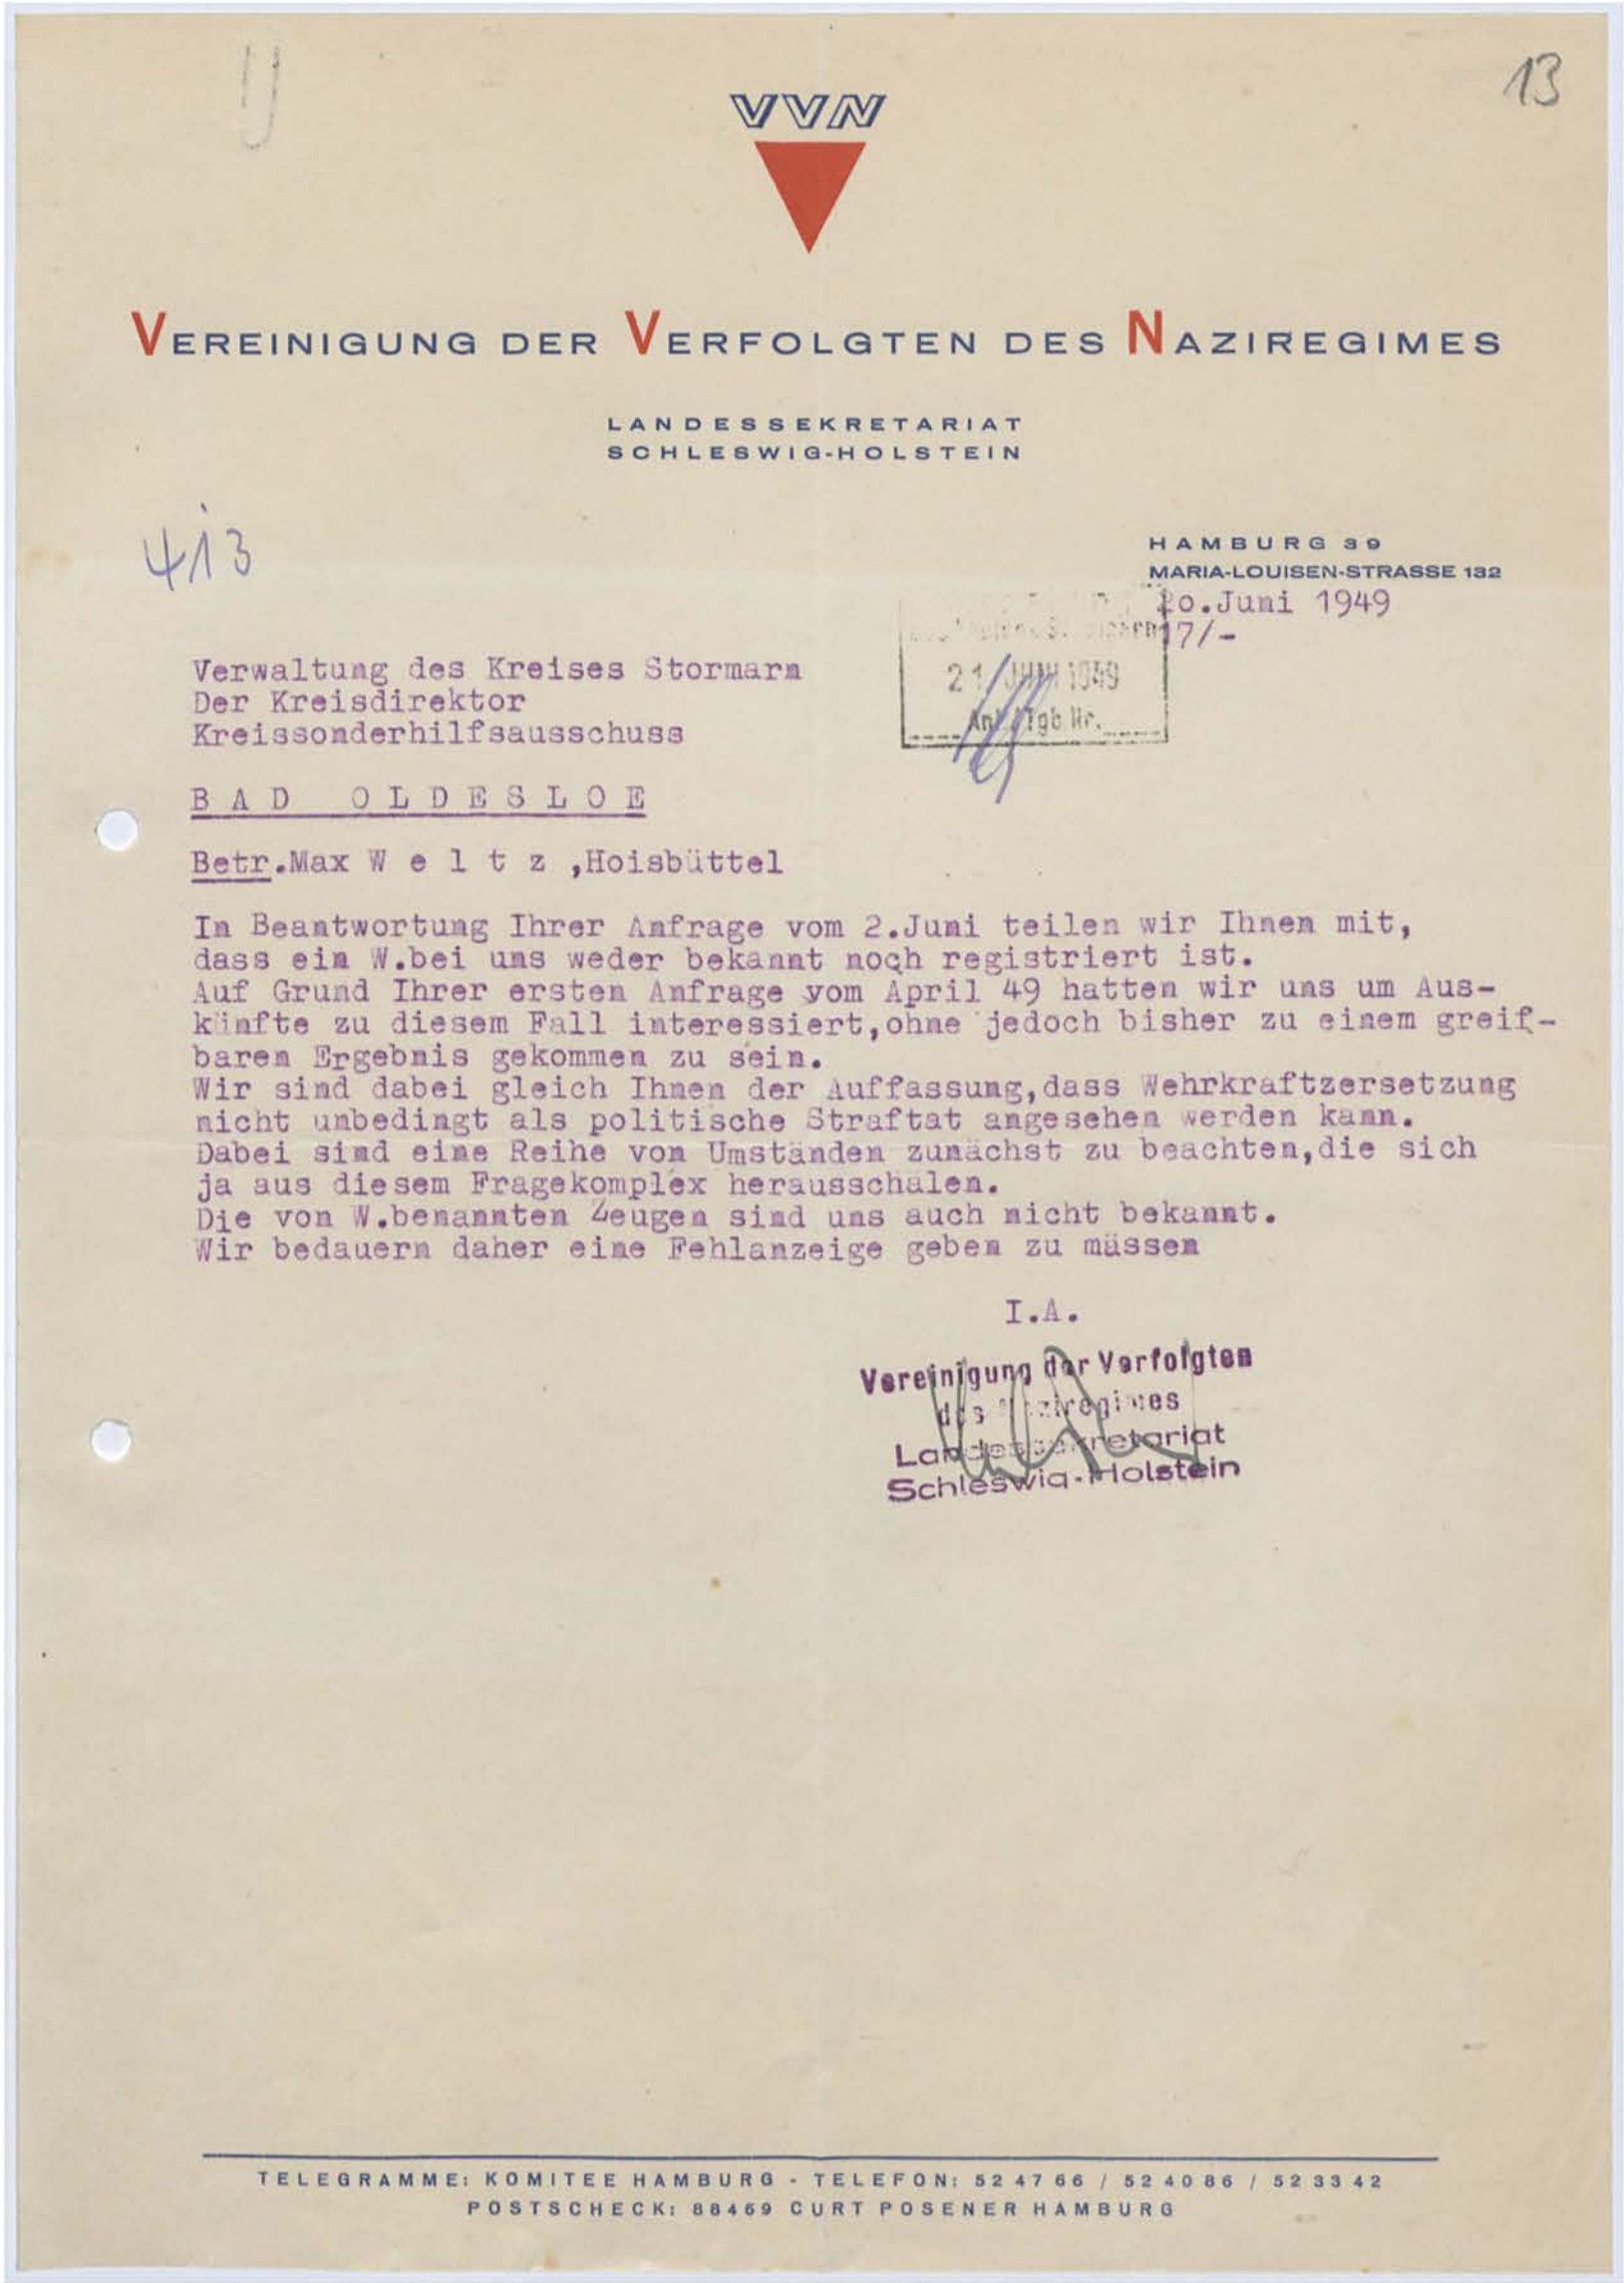 13
VVN
VEREINIGUNG DER VERFOLGTEN DES NAZIREGIMES
LANDESSEKRETARIAT
SCHLESWIG-HOLSTEIN
413
HAMBURG 39
MARIA-LOUISEN-STRASSE 132
20.Juni 1949
17/-
21 JUNI 1949
Anl. Tgb Nr.
Verwaltung des Kreises Stormarn
Der Kreisdirektor
Kreissonderhilfsausschuss
BAD OLDESLOE
Betr.Max W e l t z ,Hoisbüttel
In Beantwortung Ihrer Anfrage vom 2.Juni teilen wir Ihnen mit,
dass ein W.bei uns weder bekannt noch registriert ist.
Auf Grund Ihrer ersten Anfrage vom April 49 hatten wir uns um Aus-
künfte zu diesem Fall interessiert,ohne jedoch bisher zu einem greif-
baren Ergebnis gekommen zu sein.
Wir sind dabei gleich Ihnen der Auffassung,dass Wehrkraftzersetzung
nicht unbedingt als politische Straftat angesehen werden kann.
Dabei sind eine Reihe von Umständen zunächst zu beachten,die sich
ja aus diesem Fragekomplex herausschälen.
Die von W.benannten Zeugen sind uns auch nicht bekannt.
Wir bedauern daher eine Fehlanzeige geben zu müssen
I.A.
Vereinigung der Verfolgten
des Naziregimes
Landessekretariat
Schleswig-Holstein
TELEGRAMME: KOMITEE HAMBURG - TELEFON: 52 47 66 / 52 40 86 / 52 33 42
POSTSCHECK: 88469 CURT POSENER HAMBURG